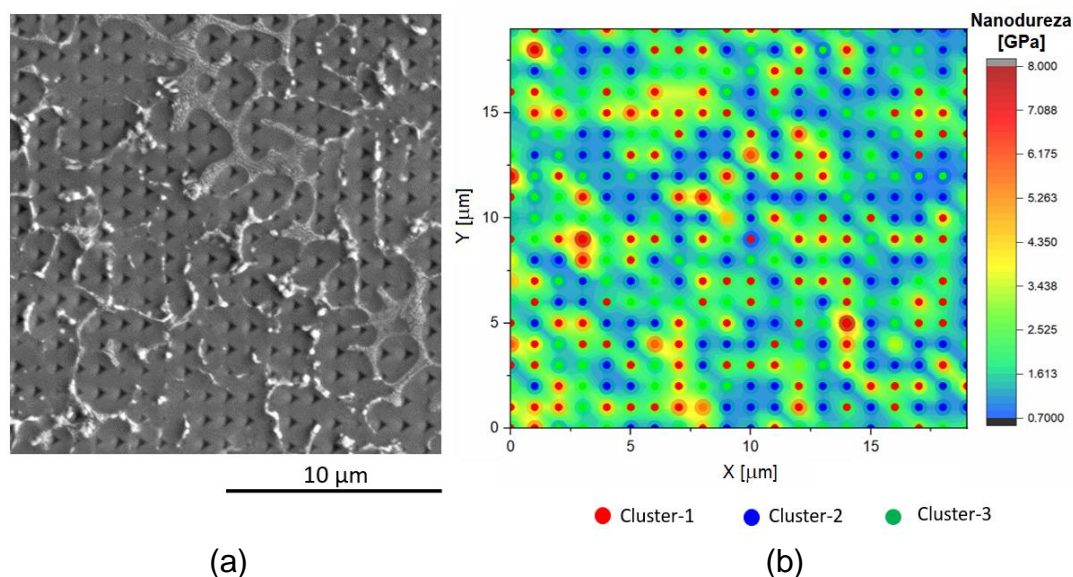 10 µm
(a)
Nanodureza
[GPa]
8.000
7.088
6.175
5.263
4.350
3.438
2.525
1.613
0.7000
15
10
5
0
Y [µm]
0 5 10 15
X [µm]
Cluster-1 Cluster-2 Cluster-3
(b)